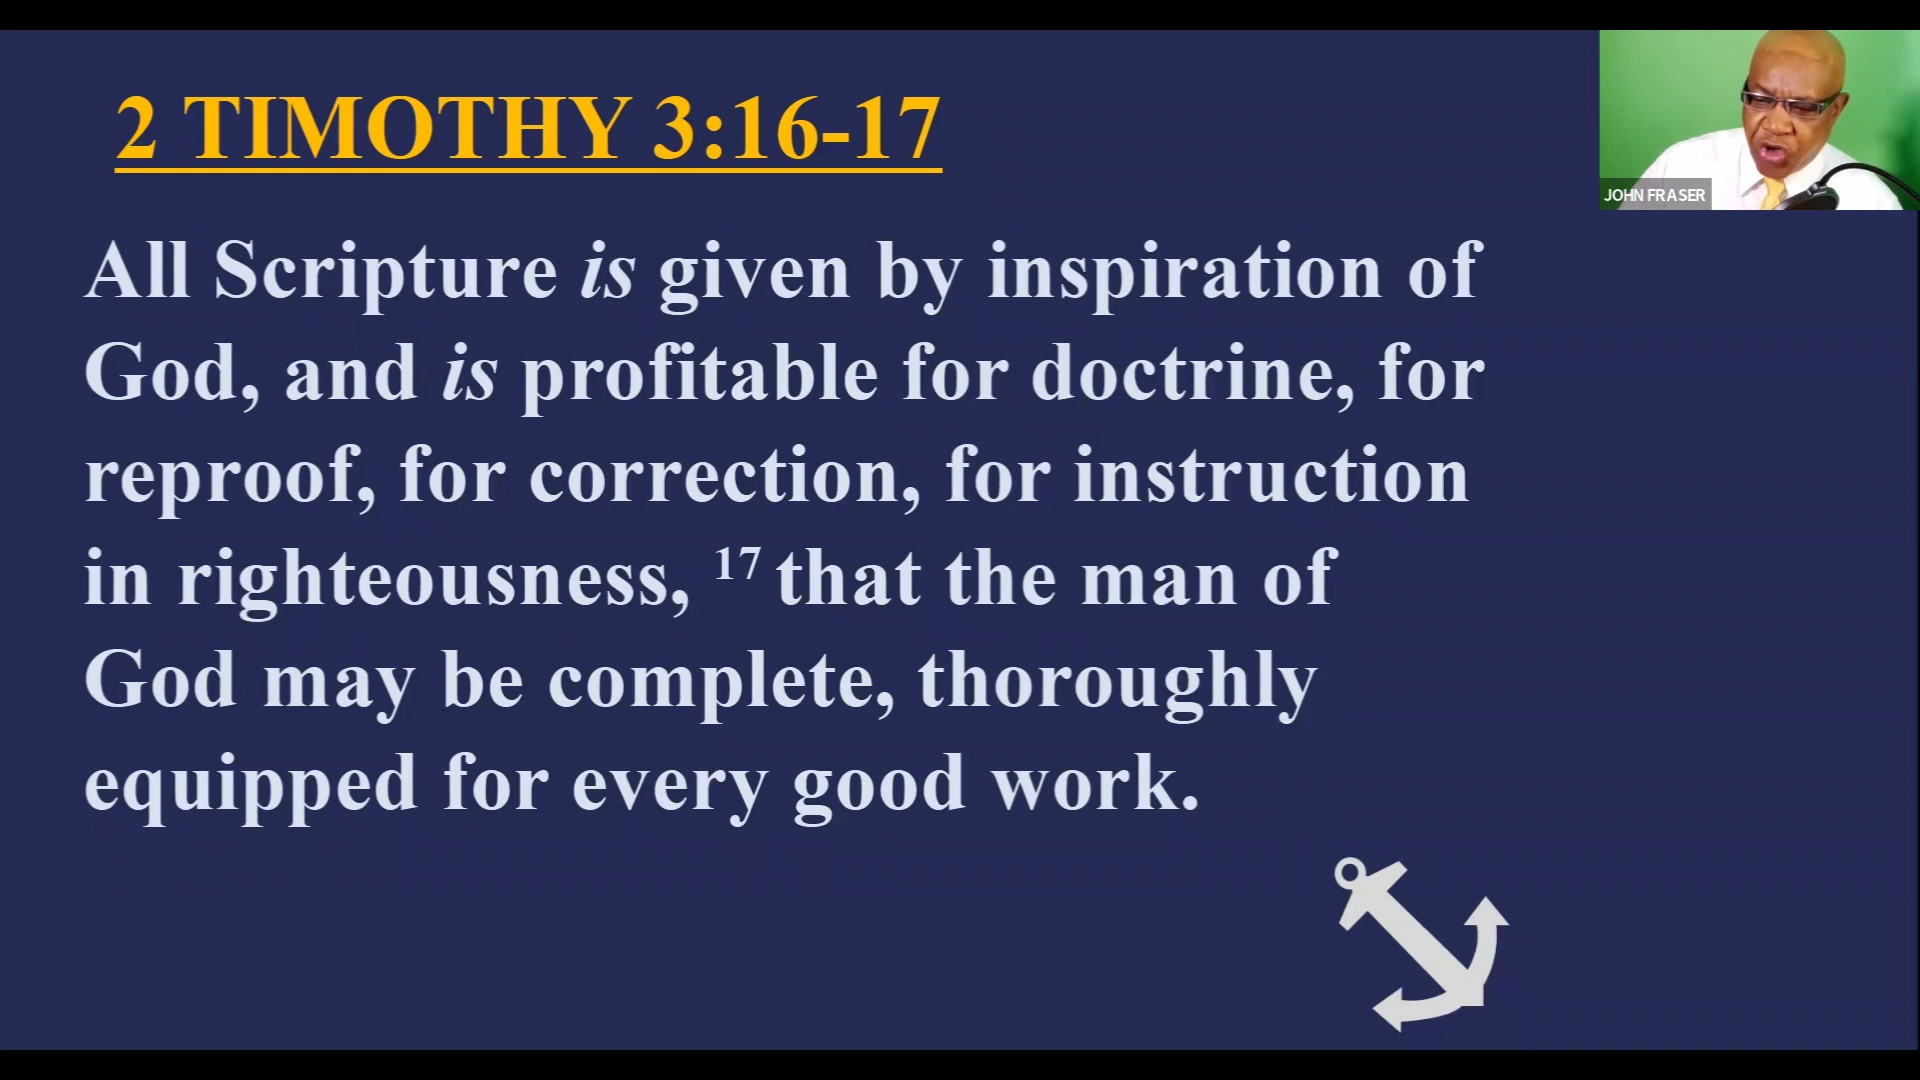 2 TIMOTHY 3:16-17
JOHN FRASER
All Scripture is given by inspiration of
God, and is profitable for doctrine, for
reproof, for correction, for instruction
in righteousness, 17 that the man of
God may be complete, thoroughly
equipped for every good work.